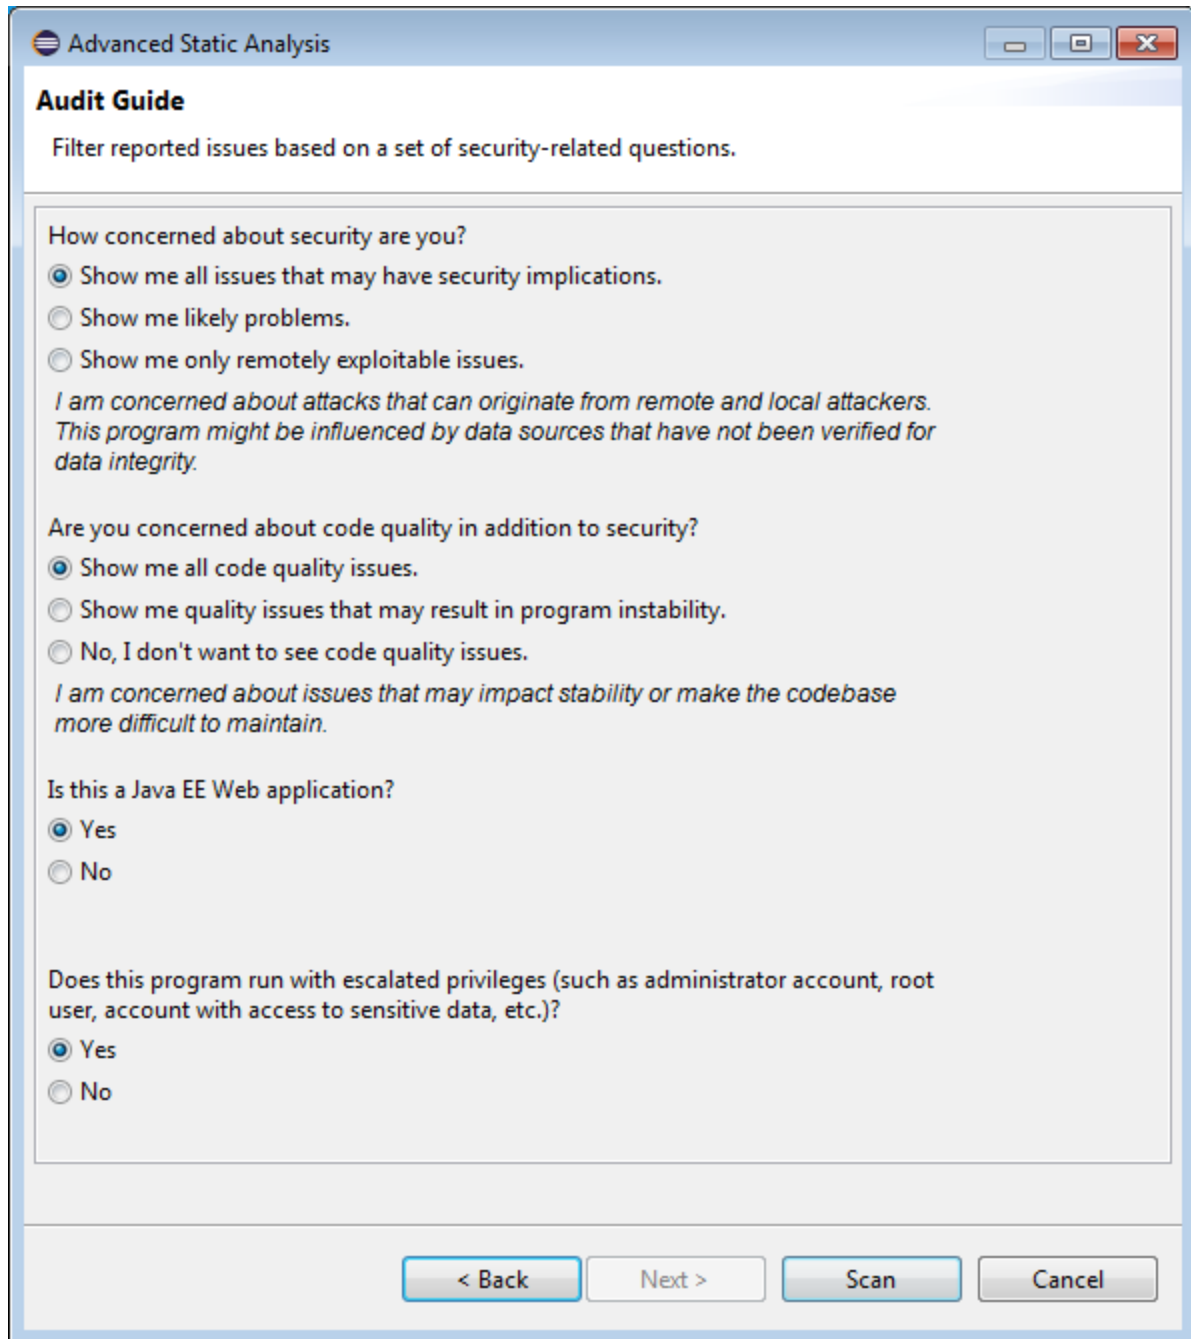 Advanced Static Analysis
Audit Guide
Filter reported issues based on a set of security-related questions.
How concerned about security are you?
Show me all issues that may have security implications.
Show me likely problems.
Show me only remotely exploitable issues.
I am concerned about attacks that can originate from remote and local attackers.
This program might be influenced by data sources that have not been verified for
data integrity.
Are you concerned about code quality in addition to security?
Show me all code quality issues.
Show me quality issues that may result in program instability.
No, I don't want to see code quality issues.
I am concerned about issues that may impact stability or make the codebase
more difficult to maintain.
Is this a Java EE Web application?
Yes
No
Does this program run with escalated privileges (such as administrator account, root
user, account with access to sensitive data, etc.)?
Yes
No
< Back Next > Scan Cancel